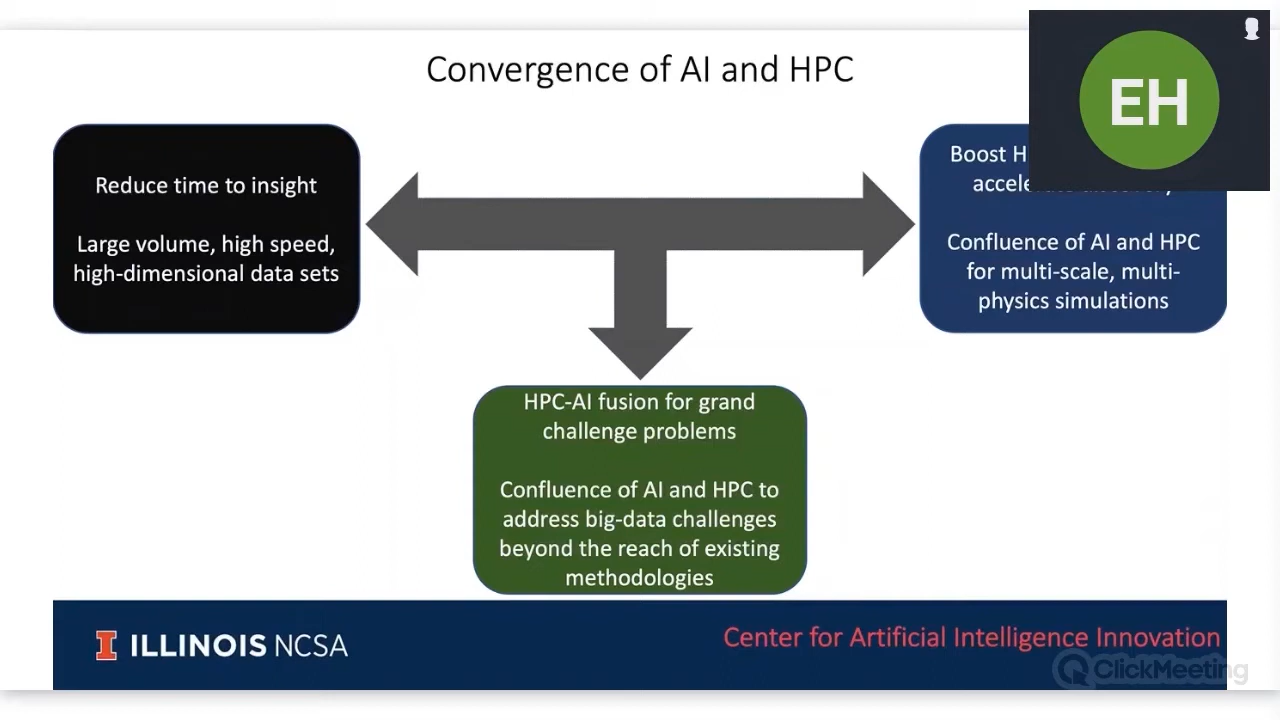 Convergence of AI and HPC
EH
Reduce time to insight
Large volume, high speed,
high-dimensional data sets
Boost H
Confluence of AI and HPC
for multi-scale, multi-
physics simulations
HPC-AI fusion for grand
challenge problems
Confluence of AI and HPC to
address big-data challenges
beyond the reach of existing
methodologies
I ILLINOIS NCSA
Center for Artificial Intelligence Innovation
ClickMeeting